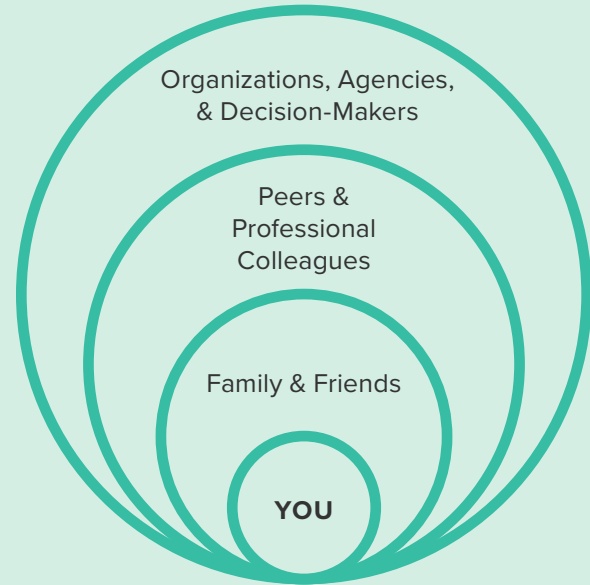 Organizations, Agencies,
& Decision-Makers
Peers &
Professional
Colleagues
Family & Friends
YOU